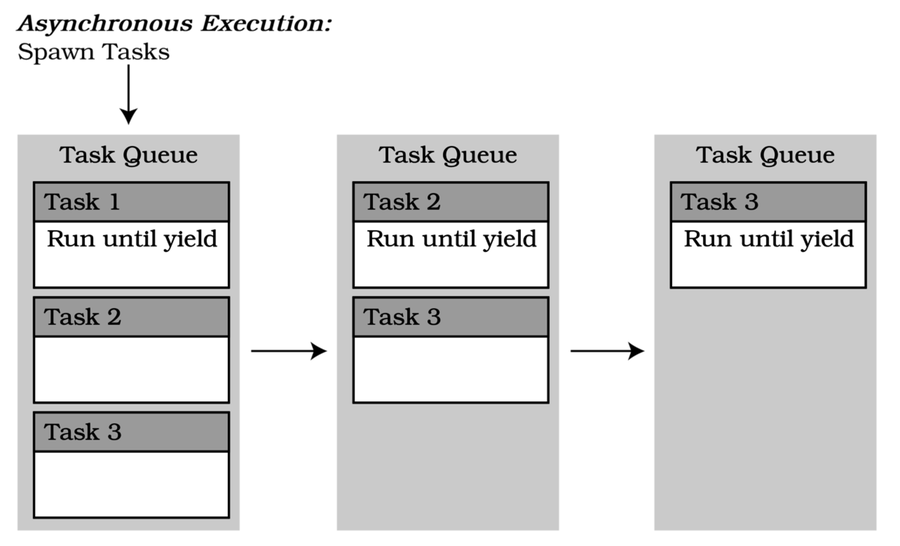 Asynchronous Execution:
Spawn Tasks
Task Queue
Task 1
Run until yield
Task 2
Task 3
Task Queue
Task 2
Run until yield
Task 3
Task Queue
Task 3
Run until yield